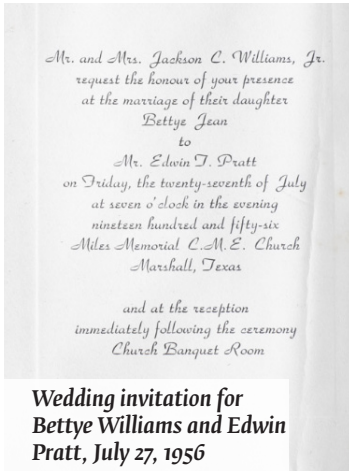 Mr. and Mrs. Jackson C. Williams, Jr.
request the honour of your presence
at the marriage of their daughter
Bettye Jean
to
Mr. Edwin T. Pratt
on Friday, the twenty-seventh of July
at seven o'clock in the evening
nineteen hundred and fifty-six
Miles Memorial C.M.E. Church
Marshall, Texas
and at the reception
immediately following the ceremony
Church Banquet Room
Wedding invitation for
Bettye Williams and Edwin
Pratt, July 27, 1956